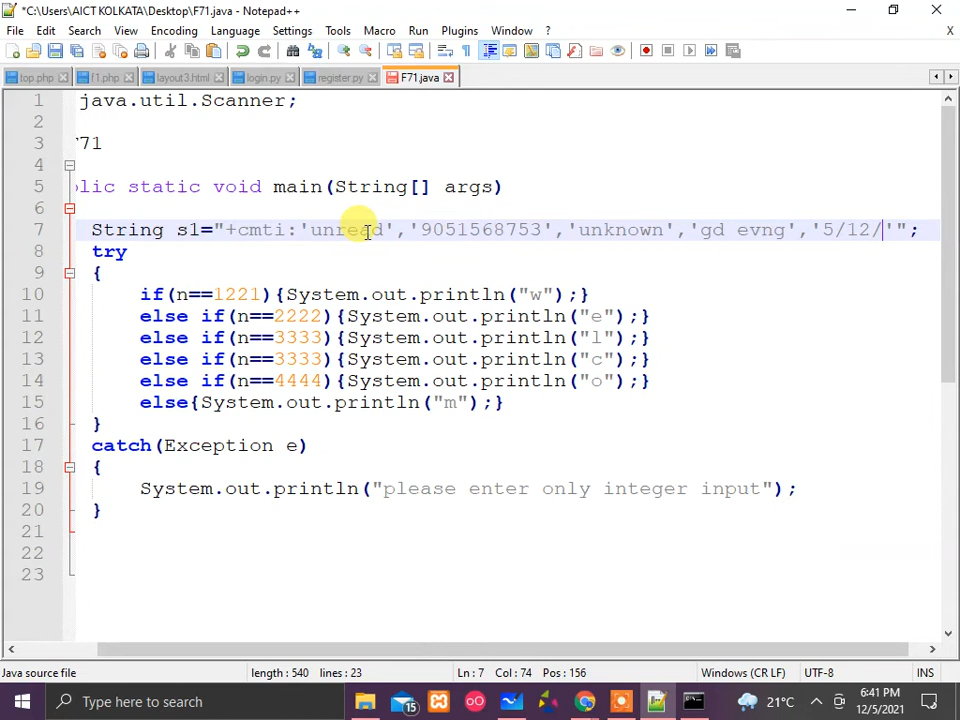 *C:\Users\AICT KOLKATA\Desktop\F71.java - Notepad++
File Edit Search View Encoding Language Settings Tools Macro Run Plugins Window ? X
top.php f1.php layout3.html login.py register.py F71.java
1 java.util.Scanner;
2
3 F71
4
5 blic static void main(String[] args)
6
7 String s1="+cmti:'unread','9051568753','unknown','gd evng','5/12/'";
8 try
9 {
10 if(n==1221){System.out.println("w");}
11 else if(n==2222){System.out.println("e");}
12 else if(n==3333){System.out.println("l");}
13 else if(n==3333){System.out.println("c");}
14 else if(n==4444){System.out.println("o");}
15 else{System.out.println("m");}
16 }
17 catch(Exception e)
18 {
19 System.out.println("please enter only integer input");
20 }
21
22
23
Java source file length : 540 lines : 23 Ln : 7 Col : 74 Pos : 156 Windows (CR LF) UTF-8 INS
Type here to search 15 21°C 6:41 PM
12/5/2021